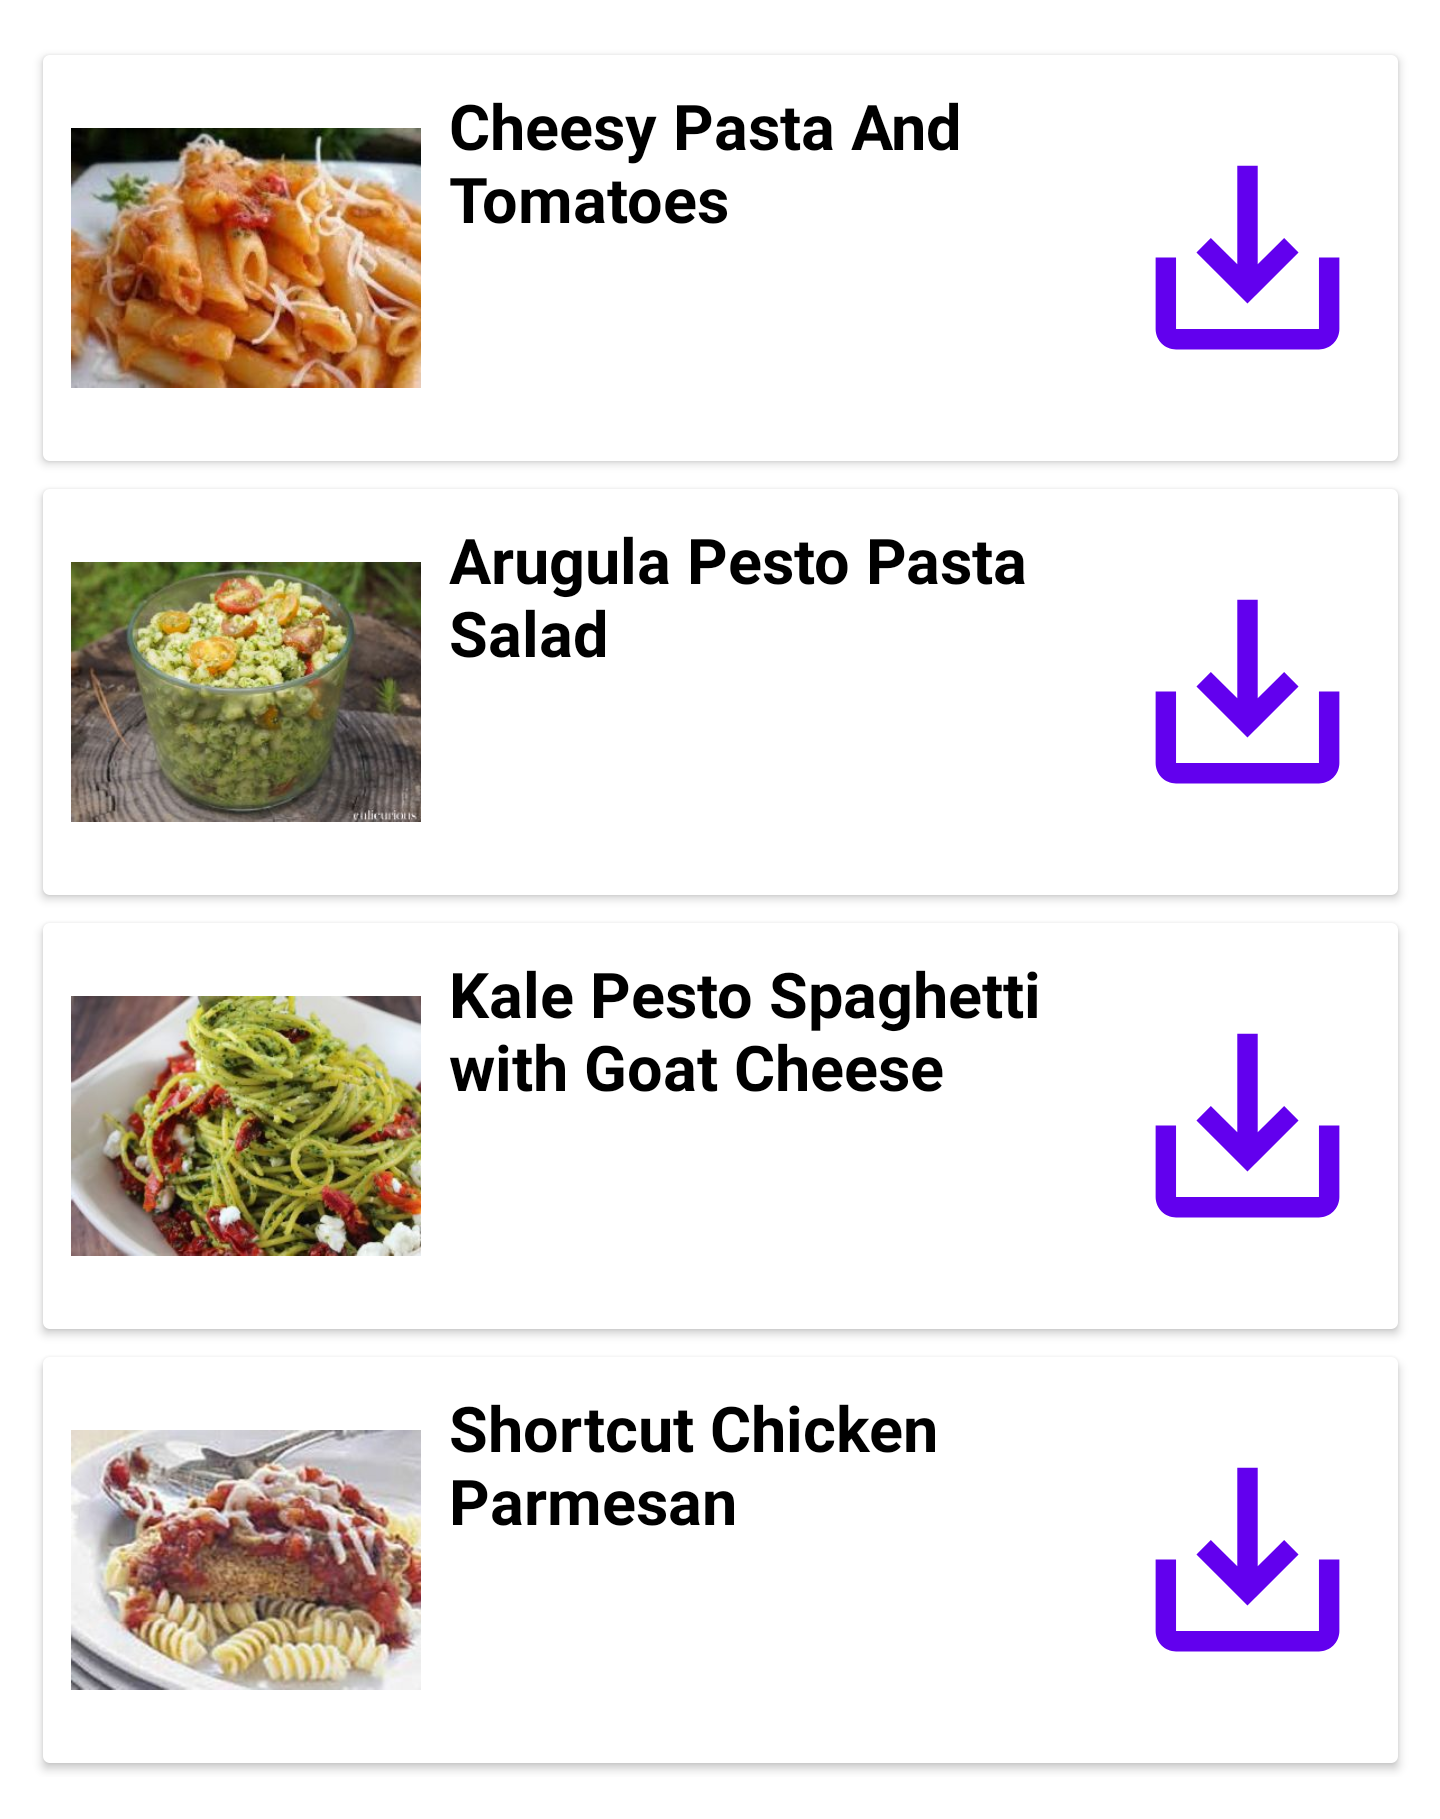 Cheesy Pasta And
Tomatoes
Arugula Pesto Pasta
Salad
culicurious
Kale Pesto Spaghetti
with Goat Cheese
Shortcut Chicken
Parmesan